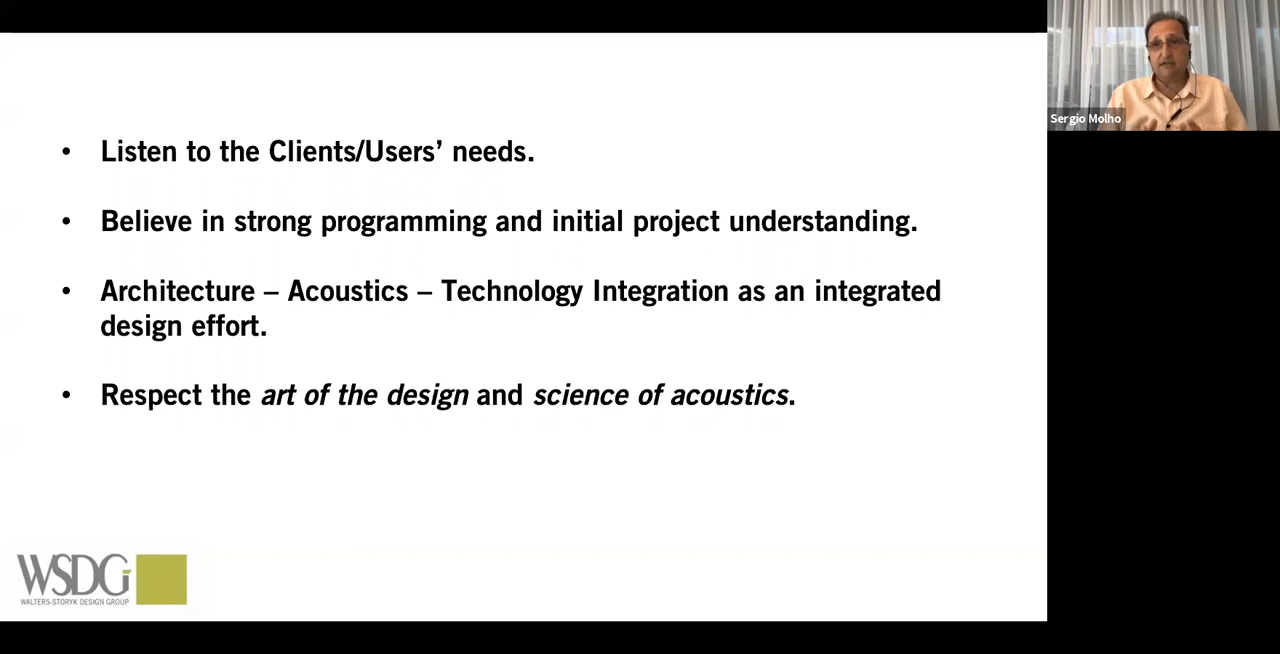 • Listen to the Clients/Users’ needs.
• Believe in strong programming and initial project understanding.
• Architecture – Acoustics – Technology Integration as an integrated
design effort.
• Respect the art of the design and science of acoustics.
Sergio Molho
WSDG
WALTERS-STORYK DESIGN GROUP